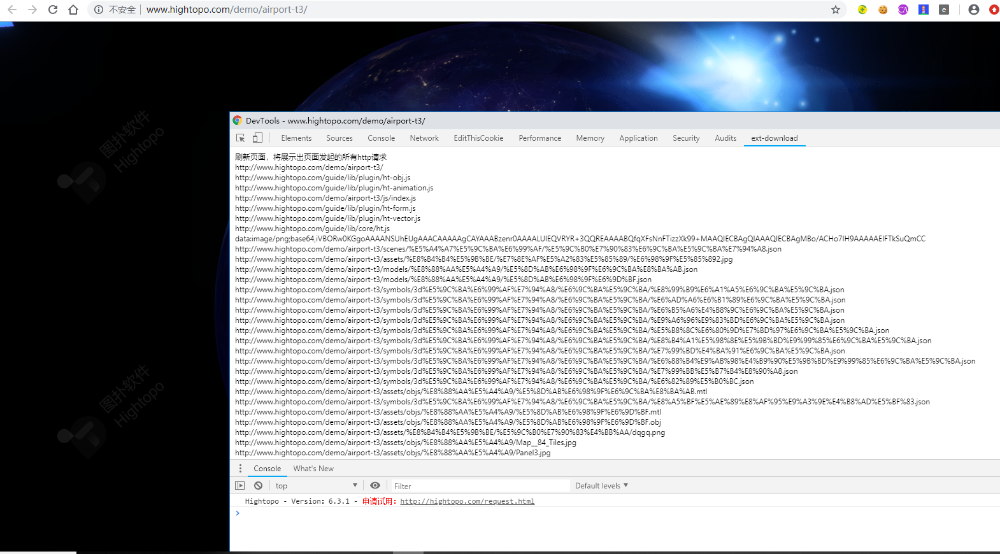 不安全 | www.hightopo.com/demo/airport-t3/
图扑软件
Hightopo
DevTools - www.hightopo.com/demo/airport-t3/
Elements Sources Console Network EditThisCookie Performance Memory Application Security Audits ext-download
刷新页面，将展示出页面发起的所有http请求
http://www.hightopo.com/demo/airport-t3/
http://www.hightopo.com/guide/lib/plugin/ht-obj.js
http://www.hightopo.com/guide/lib/plugin/ht-animation.js
http://www.hightopo.com/demo/airport-t3/js/index.js
http://www.hightopo.com/guide/lib/plugin/ht-form.js
http://www.hightopo.com/guide/lib/plugin/ht-vector.js
http://www.hightopo.com/guide/lib/core/ht.js
data:image/png;base64,iVBORw0KGgoAAAANSUhEUgAAACAAAAAgCAYAAABzenr0AAAALUlEQVRYR+3QQREAAAABQfqXFsNnFTizzXk99+MAAQIECBAgQIAAAQIECBAgMBo/ACHo7IH9AAAAAElFTkSuQmCC
http://www.hightopo.com/demo/airport-t3/scenes/%E5%A4%A7%E5%9C%BA%E6%99%AF/%E5%9C%B0%E7%90%83%E6%9C%BA%E5%9C%BA%E7%94%A8.json
http://www.hightopo.com/demo/airport-t3/assets/%E8%B4%B4%E5%9B%BE/%E7%8E%AF%E5%A2%83%E5%85%89/%E6%98%9F%E5%85%892.jpg
http://www.hightopo.com/demo/airport-t3/models/%E8%88%AA%E5%A4%A9/%E5%8D%AB%E6%98%9F%E6%9C%BA%E8%BA%AB.json
http://www.hightopo.com/demo/airport-t3/models/%E8%88%AA%E5%A4%A9/%E5%8D%AB%E6%98%9F%E6%9D%BF.json
http://www.hightopo.com/demo/airport-t3/symbols/3d%E5%9C%BA%E6%99%AF%E7%94%A8/%E6%9C%BA%E5%9C%BA/%E8%99%B9%E6%A1%A5%E6%9C%BA%E5%9C%BA.json
http://www.hightopo.com/demo/airport-t3/symbols/3d%E5%9C%BA%E6%99%AF%E7%94%A8/%E6%9C%BA%E5%9C%BA/%E6%AD%A6%E6%B1%89%E6%9C%BA%E5%9C%BA.json
http://www.hightopo.com/demo/airport-t3/symbols/3d%E5%9C%BA%E6%99%AF%E7%94%A8/%E6%9C%BA%E5%9C%BA/%E6%B5%A6%E4%B8%9C%E6%9C%BA%E5%9C%BA.json
http://www.hightopo.com/demo/airport-t3/symbols/3d%E5%9C%BA%E6%99%AF%E7%94%A8/%E6%9C%BA%E5%9C%BA/%E9%A6%96%E9%83%BD%E6%9C%BA%E5%9C%BA.json
http://www.hightopo.com/demo/airport-t3/symbols/3d%E5%9C%BA%E6%99%AF%E7%94%A8/%E6%9C%BA%E5%9C%BA/%E5%B8%8C%E6%80%9D%E7%BD%97%E6%9C%BA%E5%9C%BA.json
http://www.hightopo.com/demo/airport-t3/symbols/3d%E5%9C%BA%E6%99%AF%E7%94%A8/%E6%9C%BA%E5%9C%BA/%E8%B4%A1%E5%98%8E%E5%9B%BD%E9%99%85%E6%9C%BA%E5%9C%BA.json
http://www.hightopo.com/demo/airport-t3/symbols/3d%E5%9C%BA%E6%99%AF%E7%94%A8/%E6%9C%BA%E5%9C%BA/%E7%99%BD%E4%BA%91%E6%9C%BA%E5%9C%BA.json
http://www.hightopo.com/demo/airport-t3/symbols/3d%E5%9C%BA%E6%99%AF%E7%94%A8/%E6%9C%BA%E5%9C%BA/%E6%88%B4%E9%AB%98%E4%B9%90%E5%9B%BD%E9%99%85%E6%9C%BA%E5%9C%BA.json
http://www.hightopo.com/demo/airport-t3/symbols/3d%E5%9C%BA%E6%99%AF%E7%94%A8/%E6%9C%BA%E5%9C%BA/%E7%99%BB%E5%B7%B4%E8%90%A8.json
http://www.hightopo.com/demo/airport-t3/symbols/3d%E5%9C%BA%E6%99%AF%E7%94%A8/%E6%9C%BA%E5%9C%BA/%E6%82%89%E5%B0%BC.json
http://www.hightopo.com/demo/airport-t3/assets/objs/%E8%88%AA%E5%A4%A9/%E5%8D%AB%E6%98%9F%E6%9C%BA%E8%BA%AB.mtl
http://www.hightopo.com/demo/airport-t3/symbols/3d%E5%9C%BA%E6%99%AF%E7%94%A8/%E6%9C%BA%E5%9C%BA/%E8%A5%BF%E5%AE%89%E8%AF%95%E9%A3%9E%E4%B8%AD%E5%BF%83.json
http://www.hightopo.com/demo/airport-t3/assets/objs/%E8%88%AA%E5%A4%A9/%E5%8D%AB%E6%98%9F%E6%9D%BF.mtl
http://www.hightopo.com/demo/airport-t3/assets/objs/%E8%88%AA%E5%A4%A9/%E5%8D%AB%E6%98%9F%E6%9D%BF.obj
http://www.hightopo.com/demo/airport-t3/assets/%E8%B4%B4%E5%9B%BE/%E5%9C%B0%E7%90%83%E4%BB%AA/dqgq.png
http://www.hightopo.com/demo/airport-t3/assets/objs/%E8%88%AA%E5%A4%A9/Map__84_Tiles.jpg
http://www.hightopo.com/demo/airport-t3/assets/objs/%E8%88%AA%E5%A4%A9/Panel3.jpg
图扑软件
Hightopo
Console What's New
top Filter Default levels
Hightopo - Version: 6.3.1 - 申请试用: http://hightopo.com/request.html